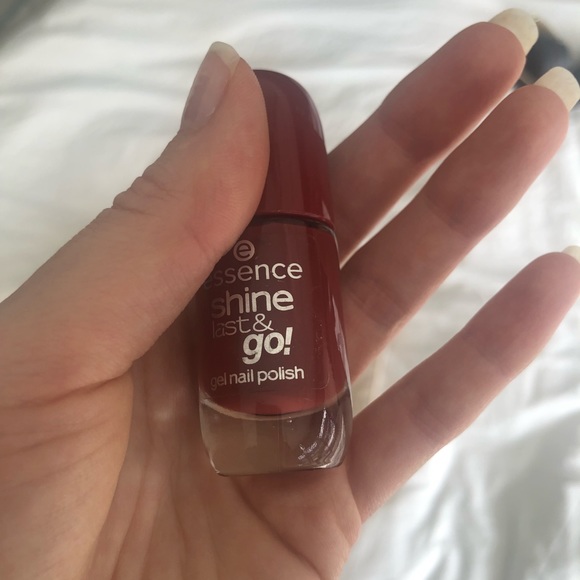 e
essence
shine
last &
go!
gel nail polish